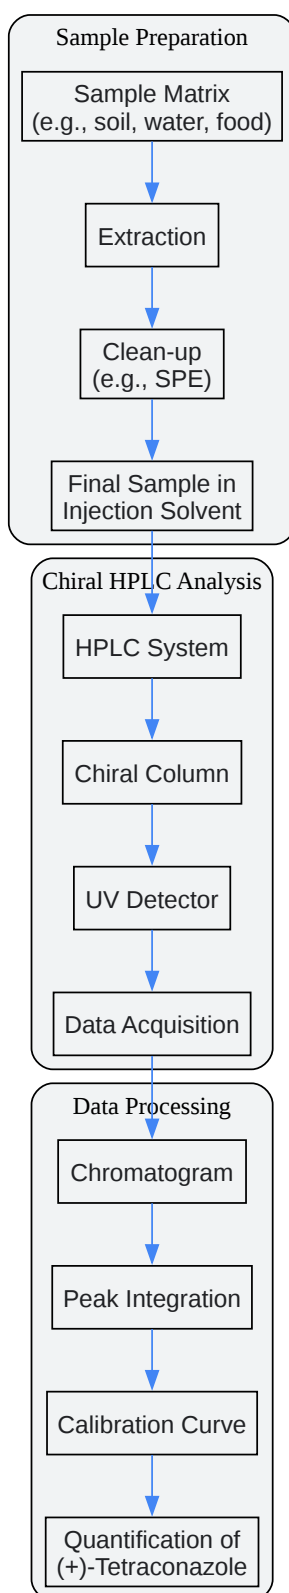 Sample Preparation
Sample Matrix
(e.g., soil, water, food)
Extraction
Clean-up
(e.g., SPE)
Final Sample in
Injection Solvent
Chiral HPLC Analysis
HPLC System
Chiral Column
UV Detector
Data Acquisition
Data Processing
Chromatogram
Peak Integration
Calibration Curve
Quantification of
(+)-Tetraconazole